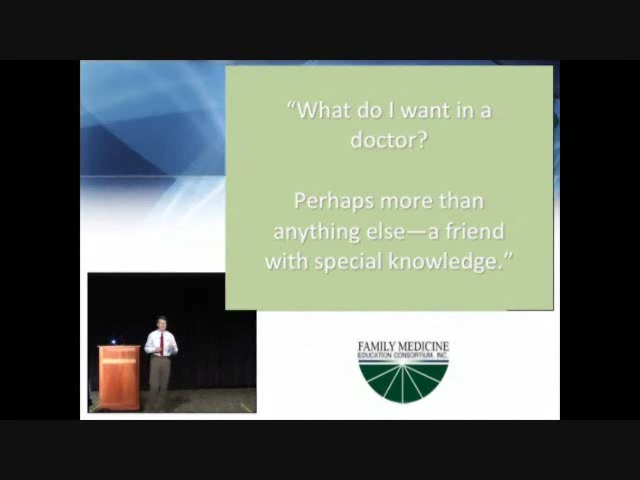 “What do I want in a
doctor?
Perhaps more than
anything else—a friend
with special knowledge.”
FAMILY MEDICINE
EDUCATION CONSORTIUM, INC.